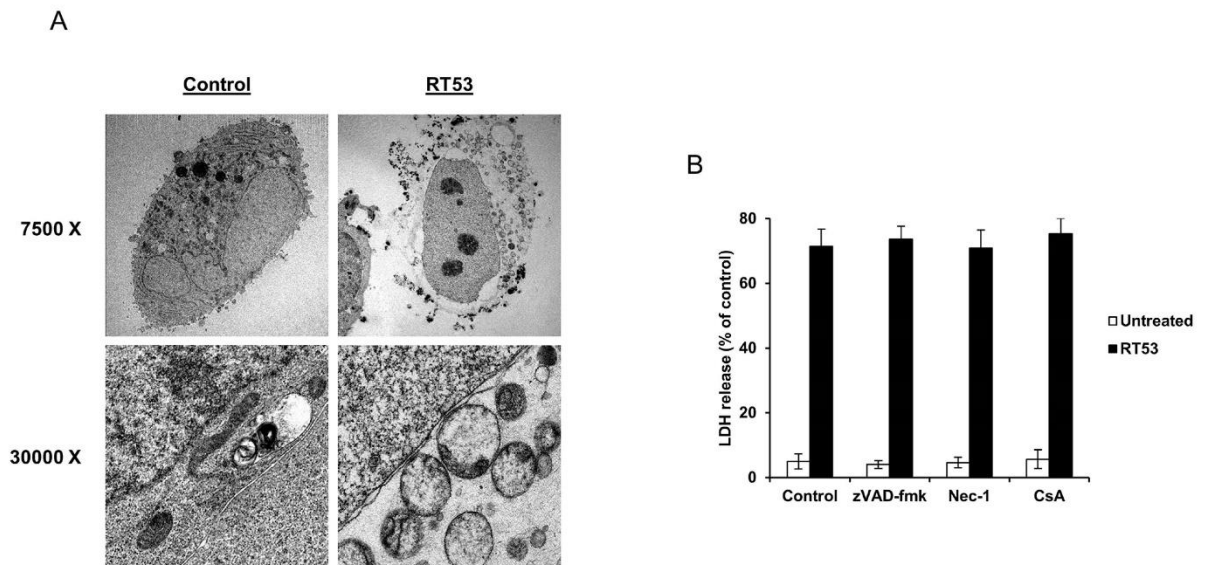 A
Control
RT53
7500 X
30000 X
B
LDH release (% of control)
80
60
40
20
0
Control
zVAD-fmk
Nec-1
CsA
Untreated
RT53